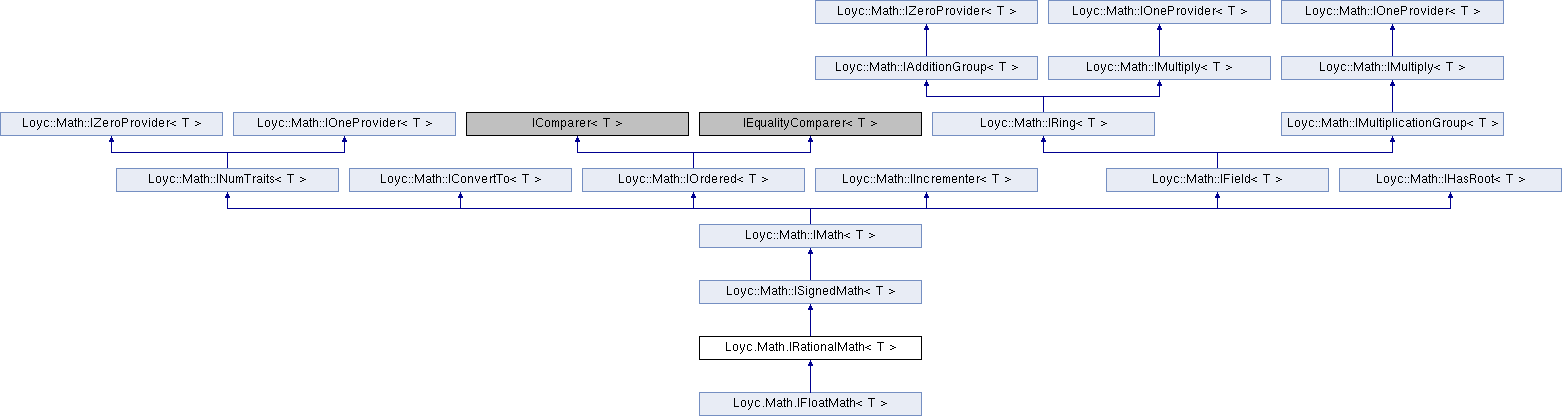 Loyc::Math::IZeroProvider< T >
Loyc::Math::IOneProvider< T >
Loyc::Math::IOneProvider< T >
Loyc::Math::IAdditionGroup< T >
Loyc::Math::IMultiply< T >
Loyc::Math::IMultiply< T >
Loyc::Math::IZeroProvider< T >
Loyc::Math::IOneProvider< T >
IComparer< T >
IEqualityComparer< T >
Loyc::Math::IRing< T >
Loyc::Math::IMultiplicationGroup< T >
Loyc::Math::INumTraits< T >
Loyc::Math::IConvertTo< T >
Loyc::Math::IOrdered< T >
Loyc::Math::IIncrementer< T >
Loyc::Math::IField< T >
Loyc::Math::IHasRoot< T >
Loyc::Math::IMath< T >
Loyc::Math::ISignedMath< T >
Loyc.Math.IRationalMath< T >
Loyc.Math.IFloatMath< T >